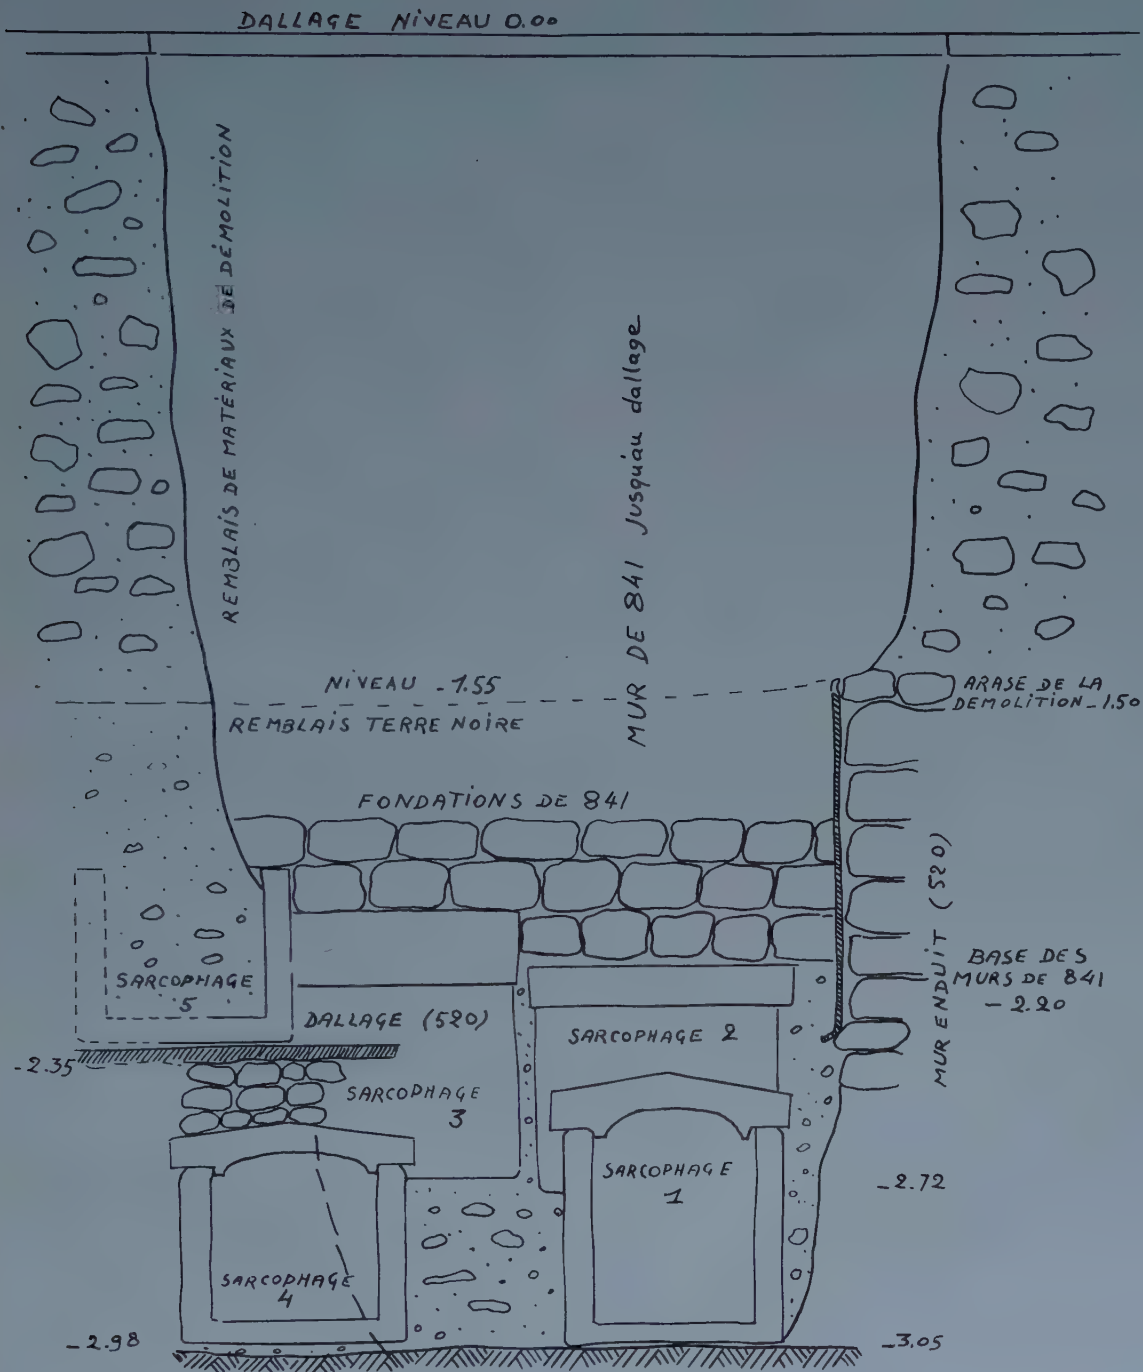 DALLAGE NiVEAU 0.00
REMBLAIS DE MATÉRIAUX DE DÉMOLITION
MUR DE 841 Jusqu'au dallage
NiVEAU -1.55
REMBLAIS TERRE NOIRE
ARASE DE LA
DEMOLITION -1.50
FONDATIONS DE 841
MUR ENDUIT (520)
BASE DES
MURS DE 841
-2.20
SARCOPHAGE
5
DALLAGE (520)
SARCOPHAGE 2
-2.35
SARCOPHAGE
3
SARCOPHAGE
1
-2.72
SARCOPHAGE
4
-2.98
-3.05